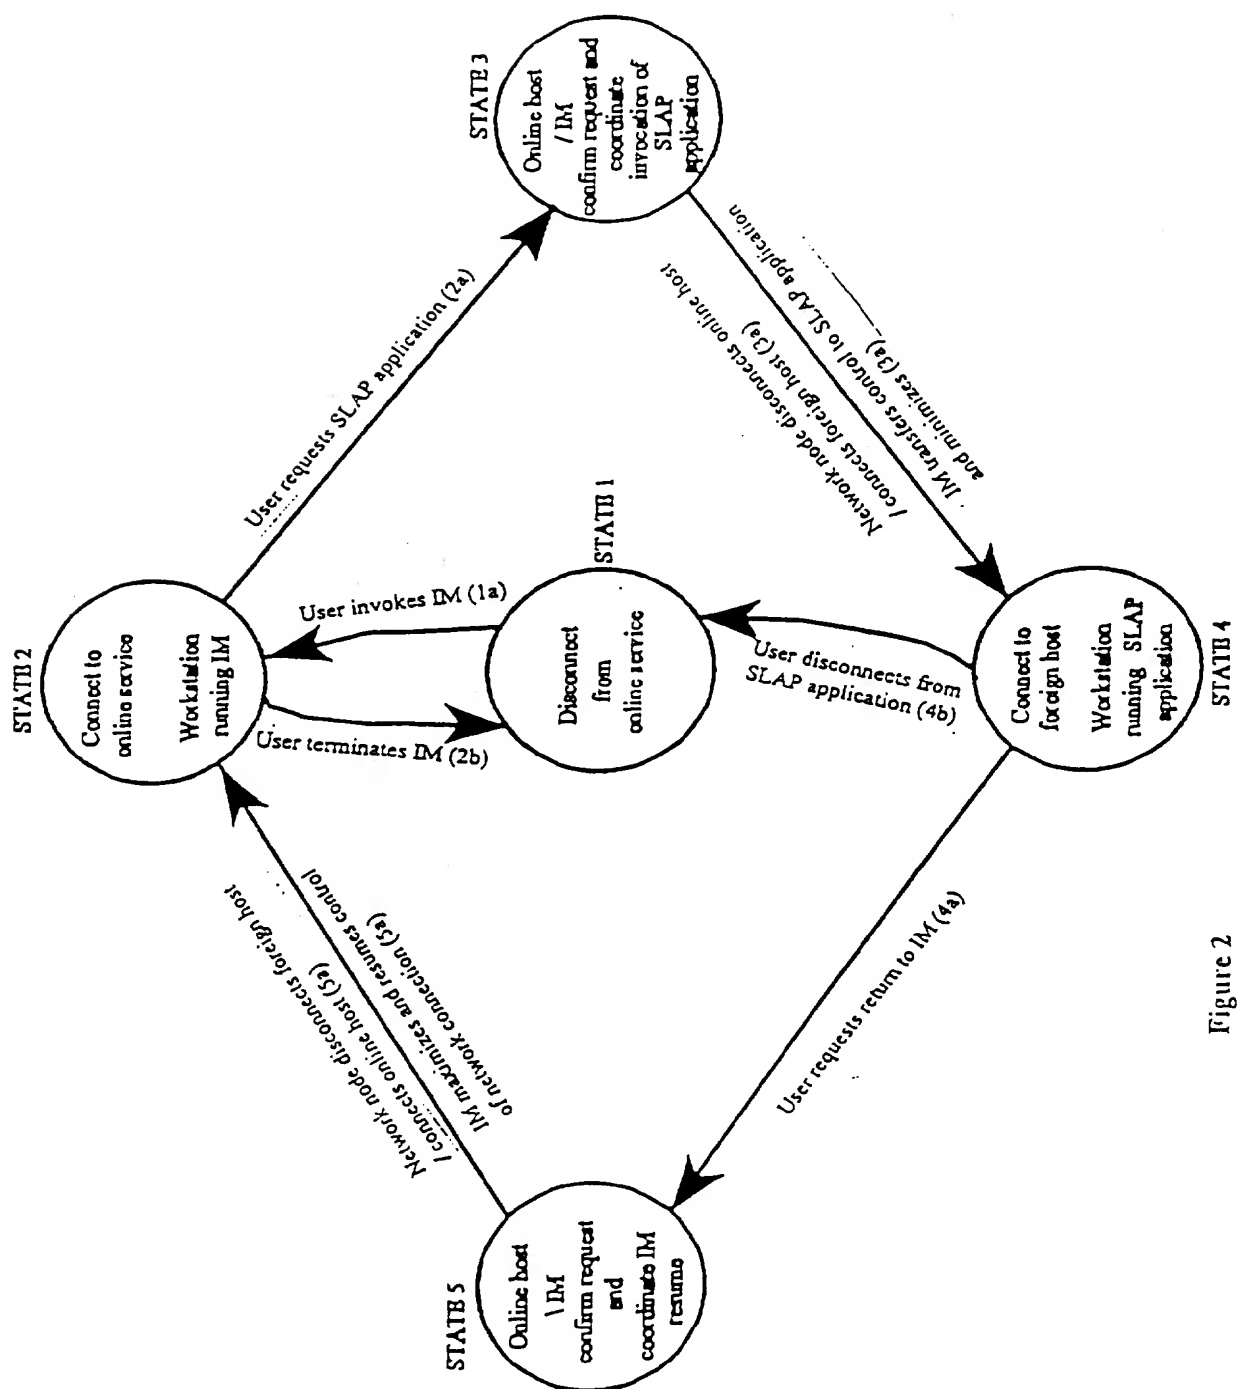 STATE 2
Connect to
online service
Workstation
running IM
User requests SLAP application (2a)
STATE 3
Online host
/ IM
confirm request and
coordinate
invocation of
SLAP
application
Network node disconnects online host
/ connects foreign host (3a)
IM transfers control to SLAP application
and minimizes (3a)
User invokes IM (1a)
User terminates IM (2b)
STATE 1
Disconnect
from
online service
User disconnects from
SLAP application (4b)
Connect to
foreign host
Workstation
running SLAP
application
STATE 4
User requests return to IM (4a)
STATE 5
Online host
\ IM
confirm request
and
coordinate IM
resume
Network node disconnects foreign host
/ connects online host (5a)
IM maximizes and resumes control
of network connection (5a)
Figure 2